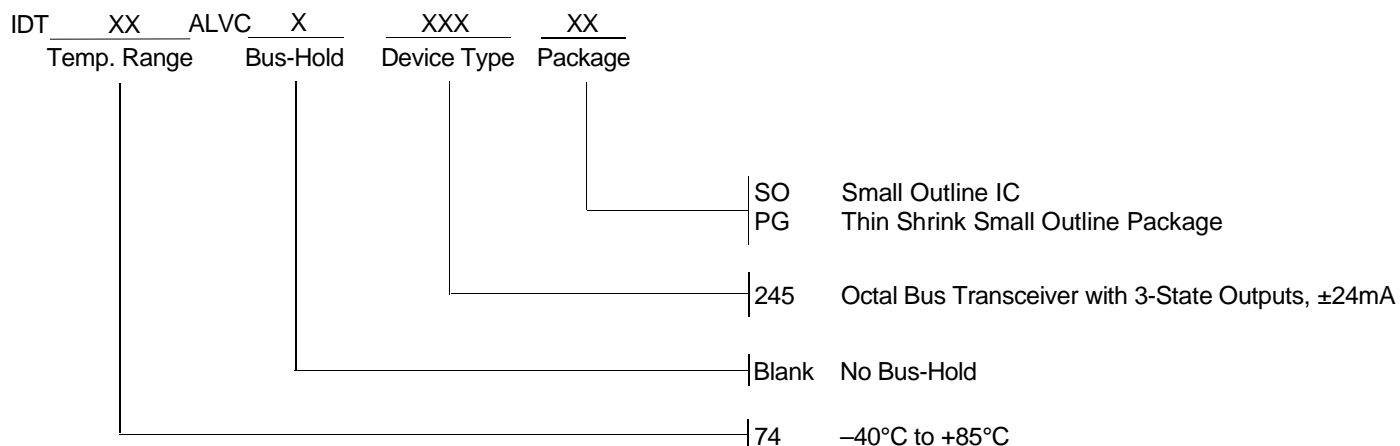 IDT XX ALVC X XXX XX
Temp. Range Bus-Hold Device Type Package
SO Small Outline IC
PG Thin Shrink Small Outline Package
245 Octal Bus Transceiver with 3-State Outputs, ±24mA
Blank No Bus-Hold
74 –40°C to +85°C